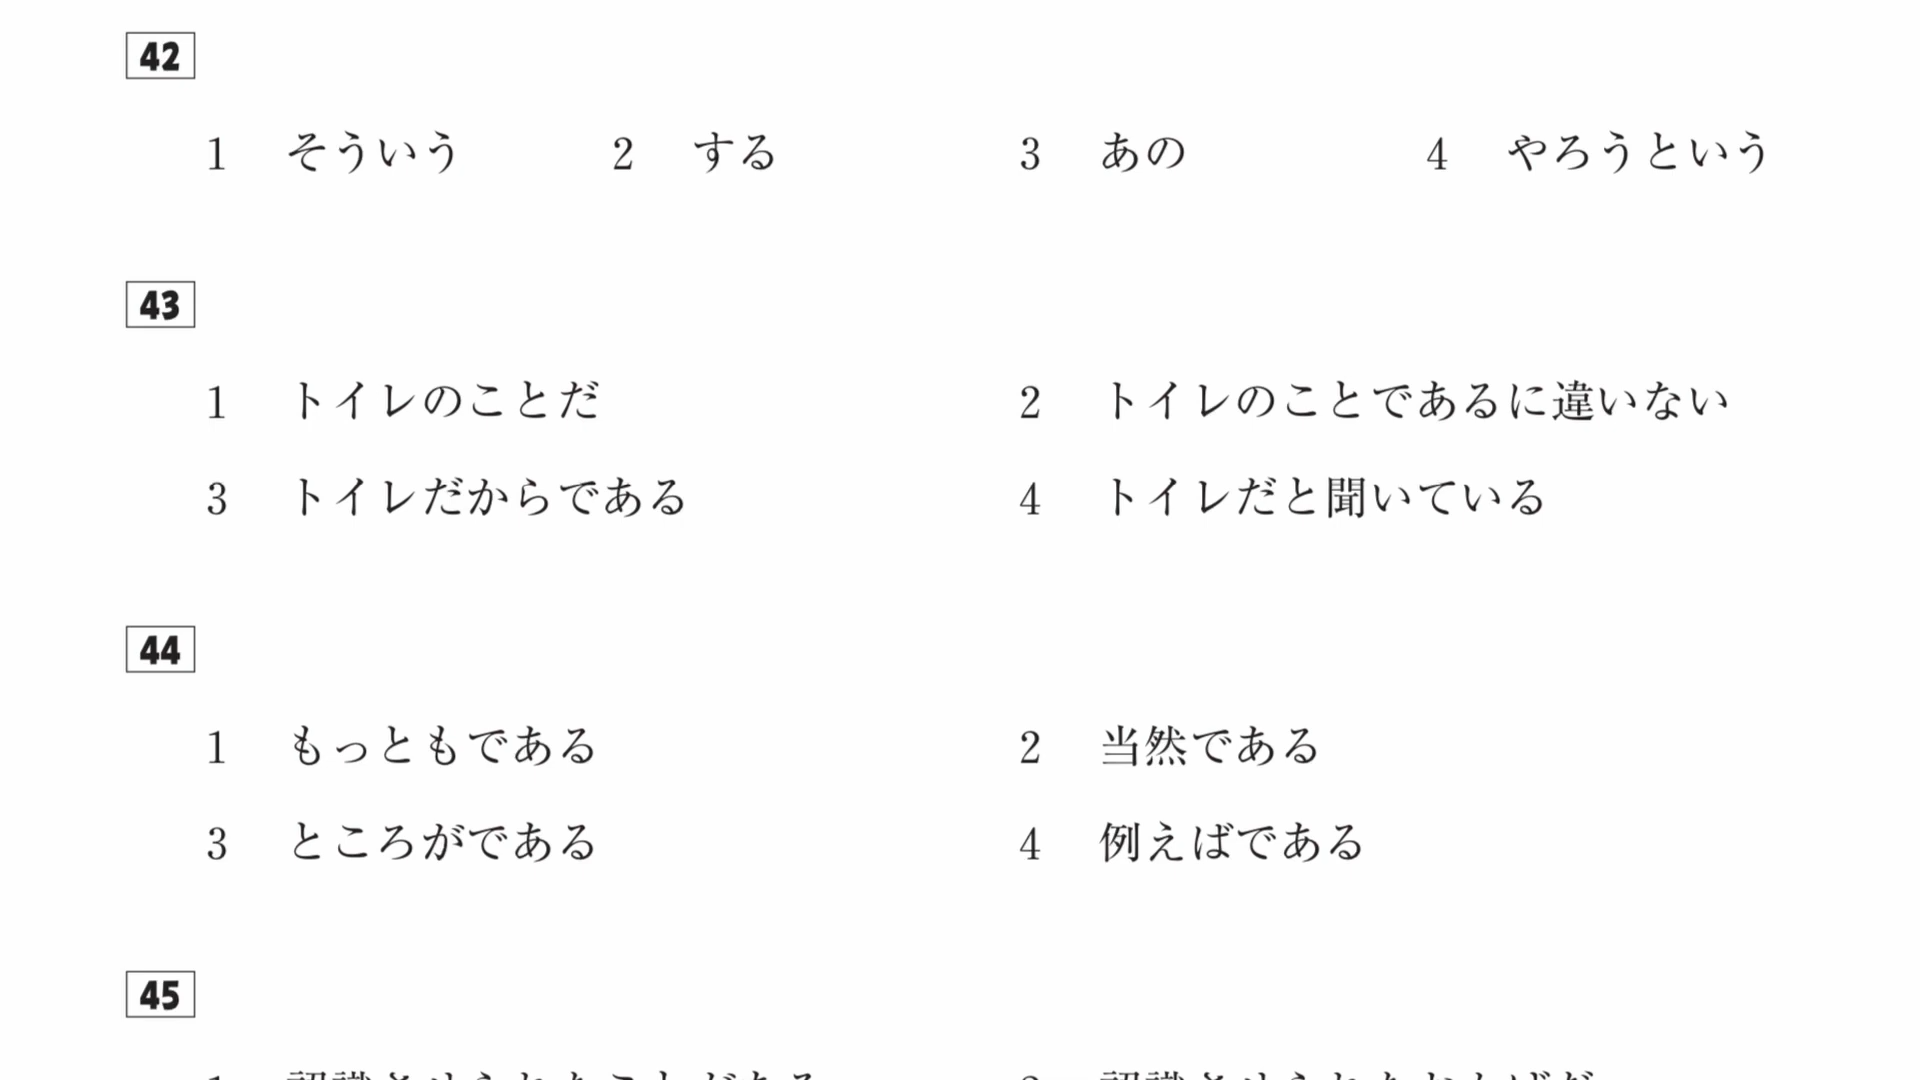 42
1 そういう 2 する 3 あの 4 やろうという
43
1 トイレのことだ 2 トイレのことであるに違いない
3 トイレだからである 4 トイレだと聞いている
44
1 もっともである 2 当然である
3 ところがである 4 例えばである
45